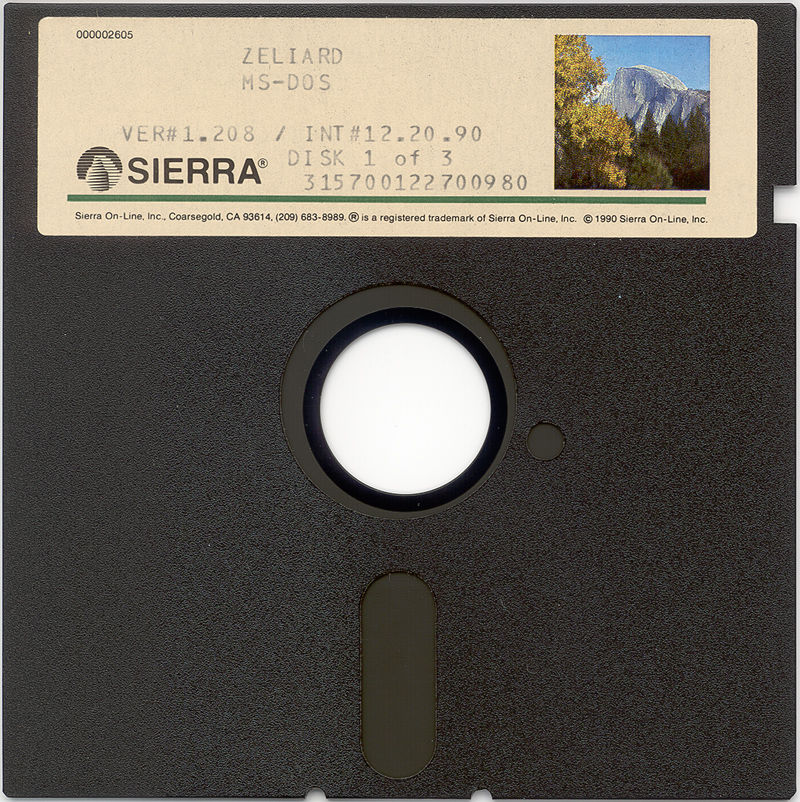 000002605
ZELIARD
MS-DOS
VER#1.208 / INT#12.20.90
SIERRA® DISK 1 of 3
315700122700980
Sierra On-Line, Inc., Coarsegold, CA 93614, (209) 683-8989. ® is a registered trademark of Sierra On-Line, Inc. © 1990 Sierra On-Line, Inc.